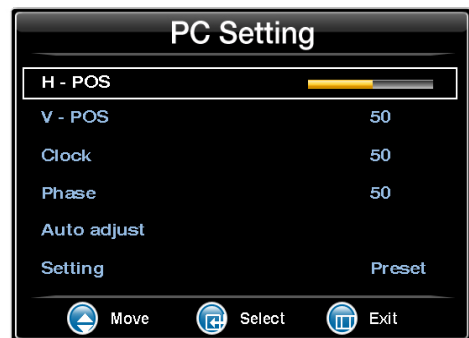 PC Setting
H - POS
V - POS 50
Clock 50
Phase 50
Auto adjust
Setting Preset
Move Select Exit